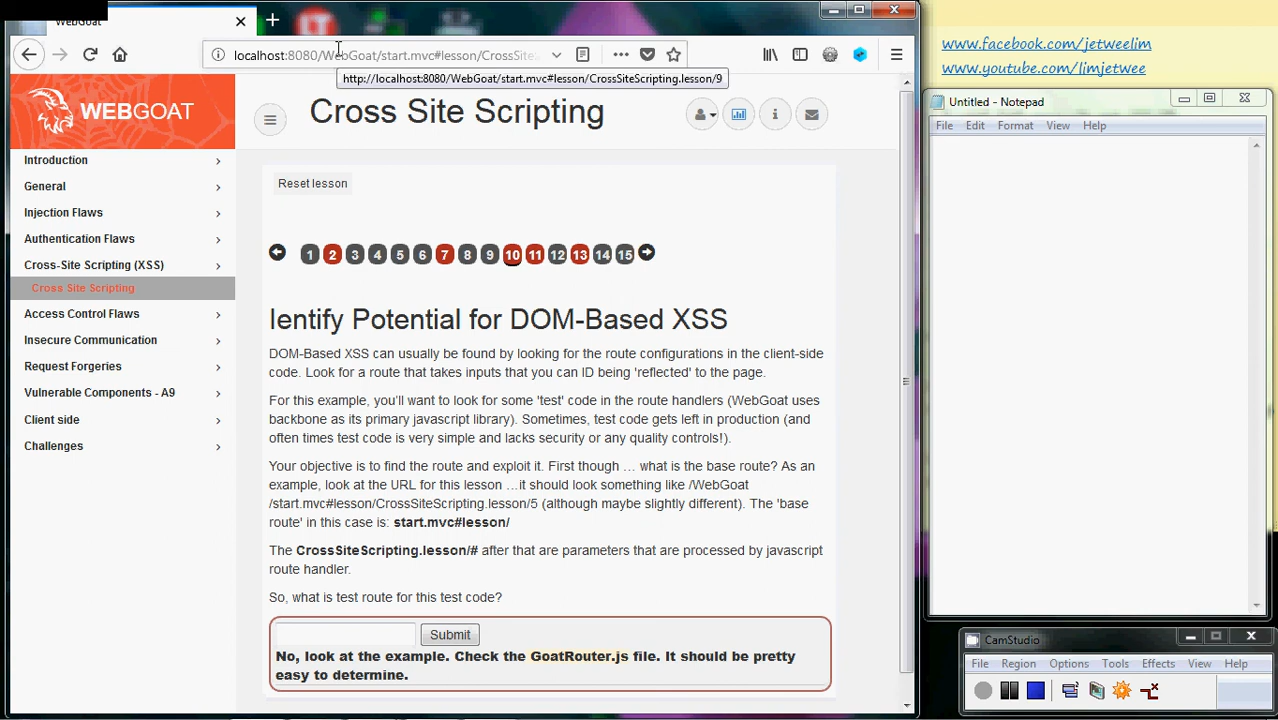 WebGoat
localhost:8080/WebGoat/start.mvc#lesson/CrossSite
http://localhost:8080/WebGoat/start.mvc#lesson/CrossSiteScripting.lesson/9
WEBGOAT
Cross Site Scripting
Introduction
General
Injection Flaws
Authentication Flaws
Cross-Site Scripting (XSS)
Cross Site Scripting
Access Control Flaws
Insecure Communication
Request Forgeries
Vulnerable Components - A9
Client side
Challenges
Reset lesson
1 2 3 4 5 6 7 8 9 10 11 12 13 14 15
Ientify Potential for DOM-Based XSS
DOM-Based XSS can usually be found by looking for the route configurations in the client-side
code. Look for a route that takes inputs that you can ID being 'reflected' to the page.
For this example, you'll want to look for some 'test' code in the route handlers (WebGoat uses
backbone as its primary javascript library). Sometimes, test code gets left in production (and
often times test code is very simple and lacks security or any quality controls!).
Your objective is to find the route and exploit it. First though … what is the base route? As an
example, look at the URL for this lesson …it should look something like /WebGoat
/start.mvc#lesson/CrossSiteScripting.lesson/5 (although maybe slightly different). The 'base
route' in this case is: start.mvc#lesson/
The CrossSiteScripting.lesson/# after that are parameters that are processed by javascript
route handler.
So, what is test route for this test code?
Submit
No, look at the example. Check the GoatRouter.js file. It should be pretty
easy to determine.
www.facebook.com/jetweelim
www.youtube.com/limjetwee
Untitled - Notepad
File Edit Format View Help
CamStudio
File Region Options Tools Effects View Help